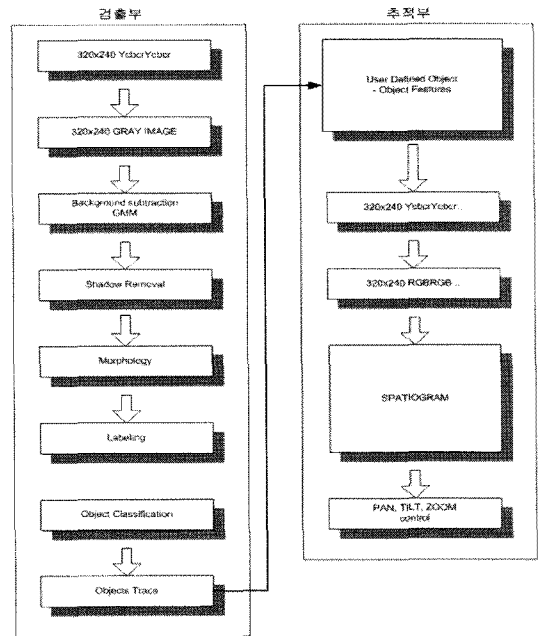 검출부
320x240 YcbcrYcbcr
320x240 GRAY IMAGE
Background subtraction
GMM
Shadow Removal
Morphology
Labeling
Object Classification
Objects Trace
추적부
User Defined Object
- Object Features
320x240 YcbcrYcbcr..
320x240 RGBRGB ..
SPATIOGRAM
PAN, TILT, ZOOM
control